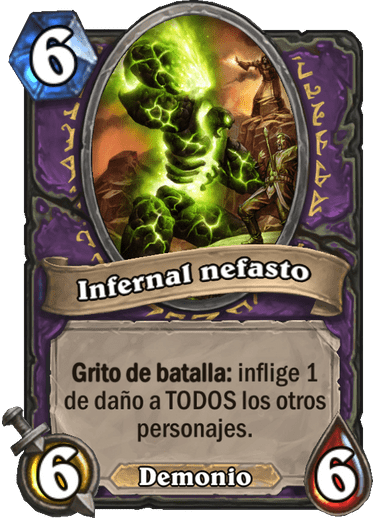 6
Infernal nefasto
Grito de batalla: inflige 1
de daño a TODOS los otros
personajes.
6
Demonio
6